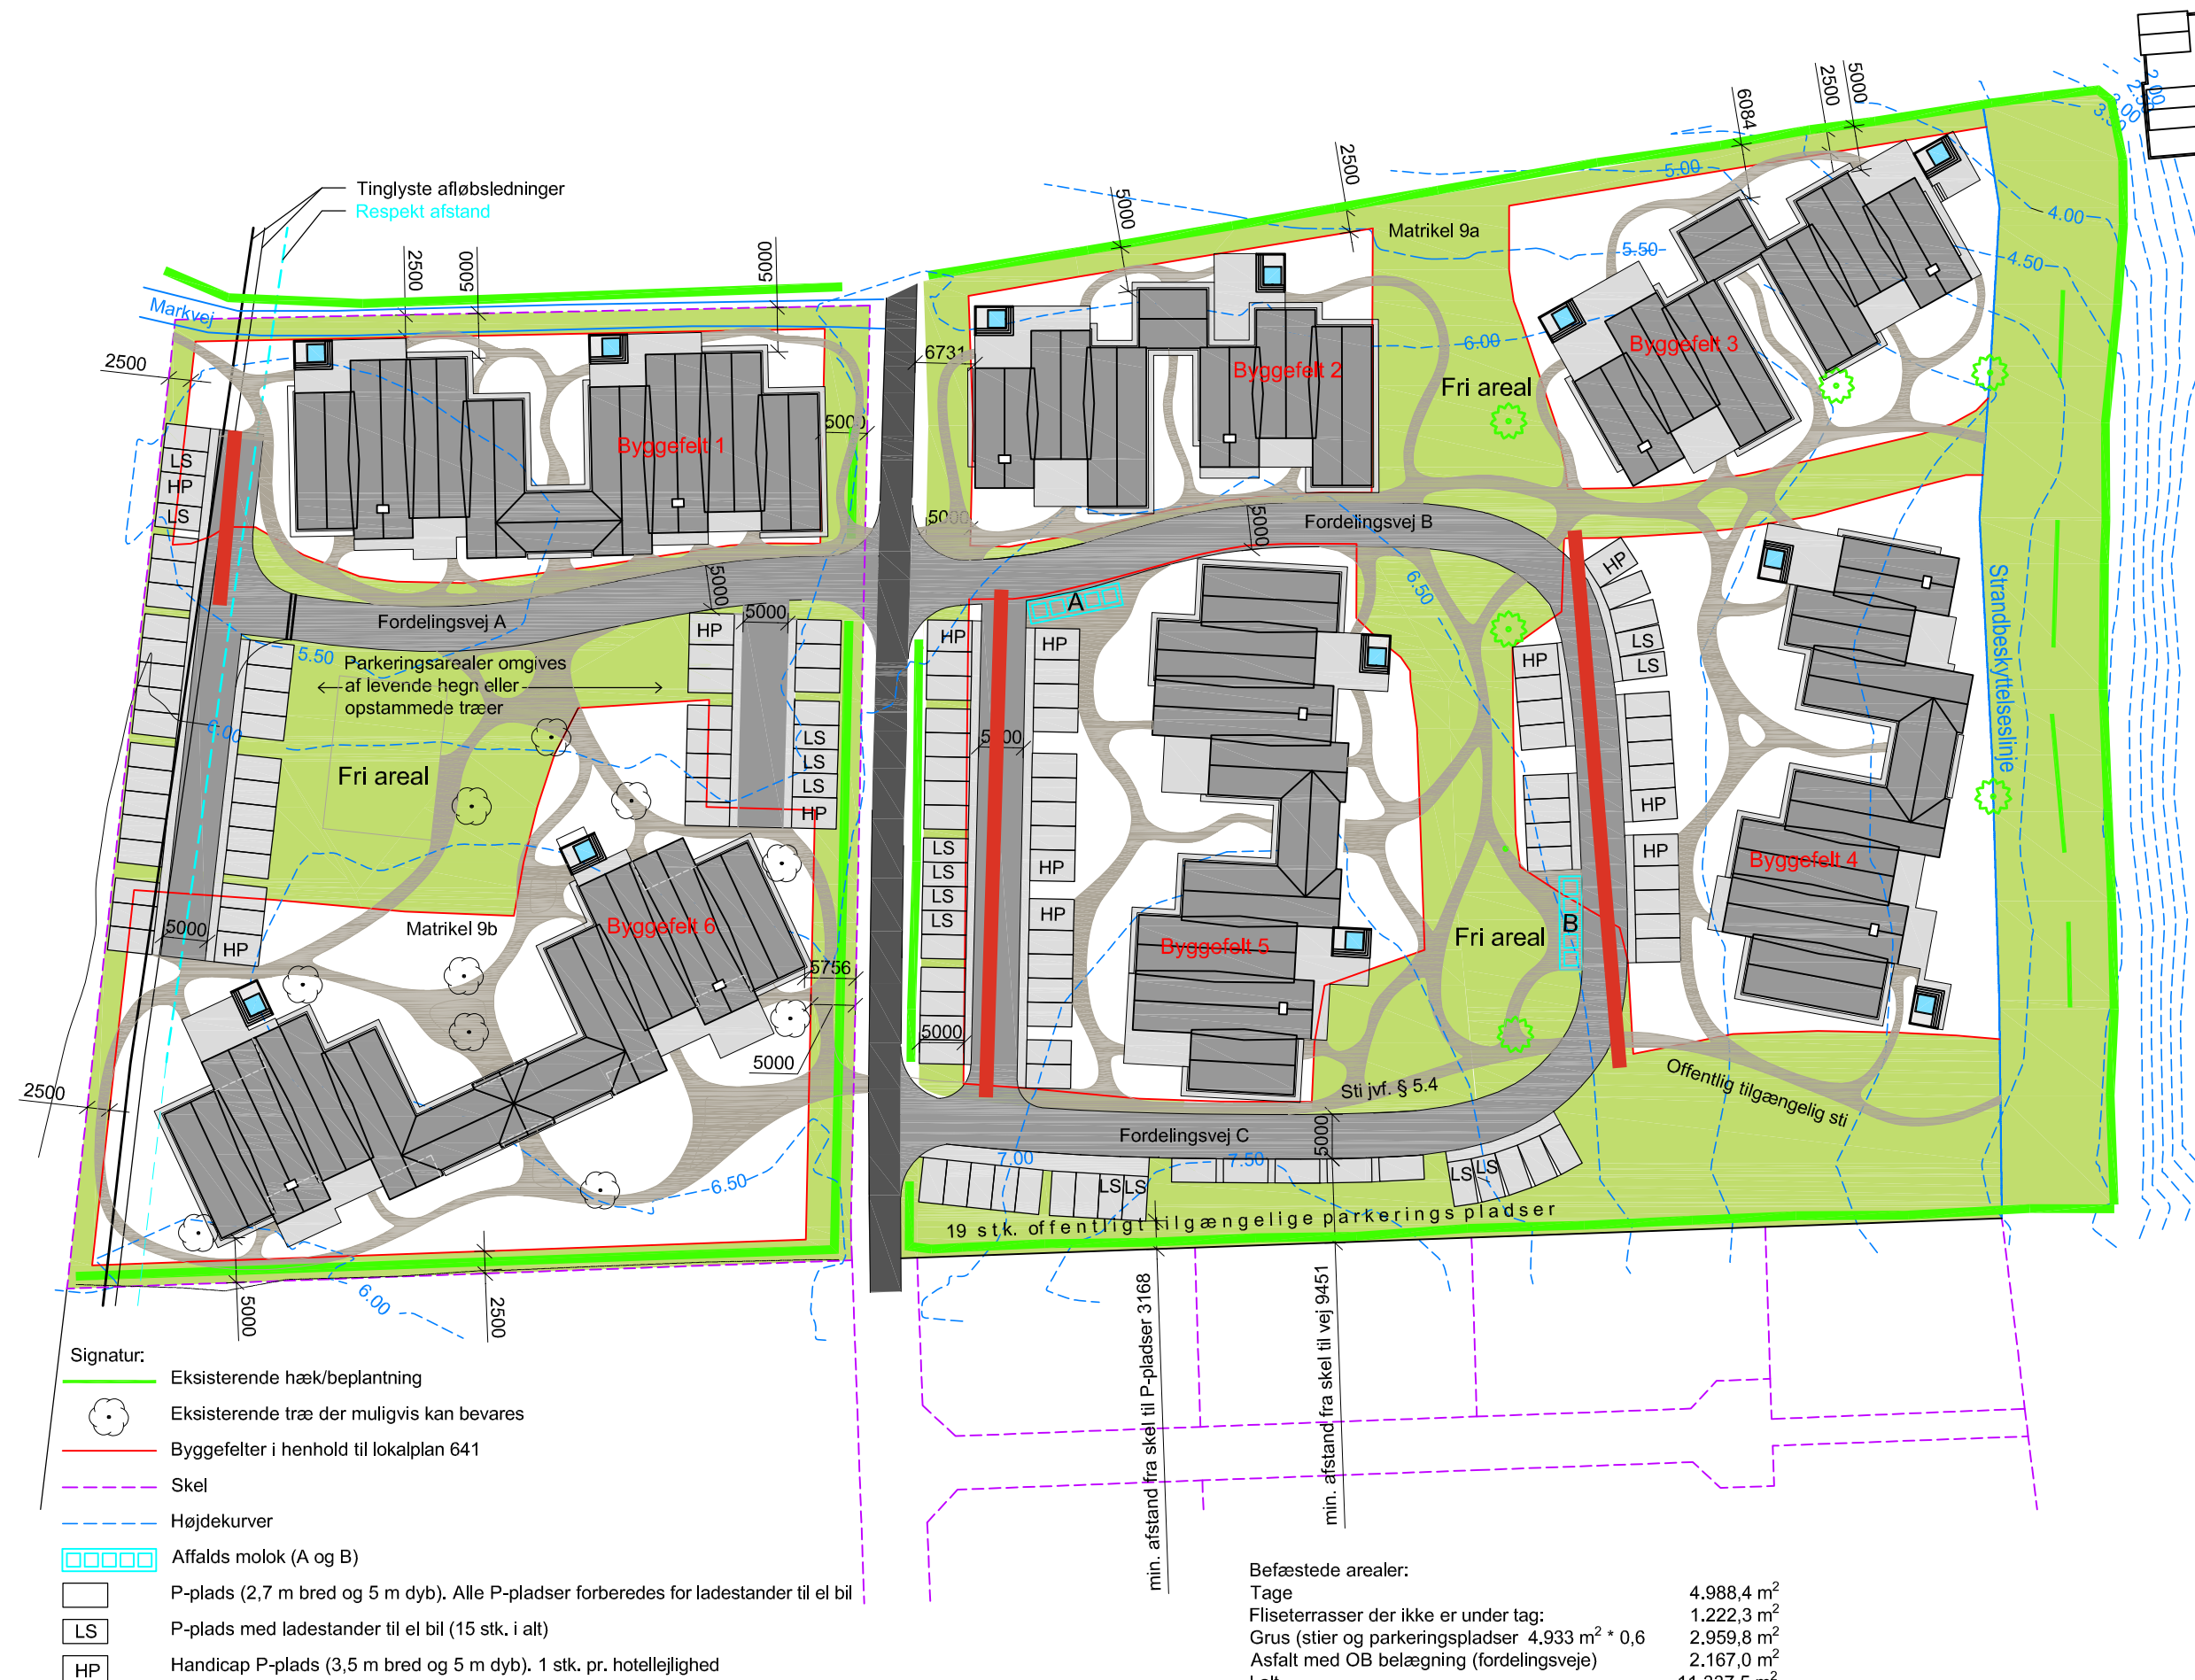 Tinglyste afløbsledninger
Respekt afstand
Markvej
2500
5000
5000
2500
5000
2500
5000
6084
2500
5000
5.00
2.00
3.00
4.00
4.50
5.50
6.00
6731
5000
5000
Matrikel 9a
Fri areal
Byggefelt 1
Byggefelt 2
Byggefelt 3
LS
HP
LS
Fordelingsvej A
Fordelingsvej B
5000
5000
5000
5.50
6.00
6.50
Parkeringsarealer omgives
af levende hegn eller
opstammede træer
Fri areal
HP
LS
LS
LS
HP
HP
HP
A
5000
HP
LS
LS
HP
HP
HP
LS
LS
LS
LS
HP
HP
Strandbeskyttelseslinje
Byggefelt 4
Byggefelt 5
Byggefelt 6
B
Fri areal
Matrikel 9b
5000
HP
5756
5000
5000
2500
Sti jvf. § 5.4
Offentlig tilgængelig sti
Fordelingsvej C
5000
7.00
7.50
6.50
LS
LS
LS
LS
19 stk. offentligt tilgængelige parkerings pladser
5000
6.00
2500
min. afstand fra skel til P-pladser 3168
min. afstand fra skel til vej 9451
Signatur:
Eksisterende hæk/beplantning
Eksisterende træ der muligvis kan bevares
Byggefelter i henhold til lokalplan 641
Skel
Højdekurver
Affalds molok (A og B)
P-plads (2,7 m bred og 5 m dyb). Alle P-pladser forberedes for ladestander til el bil
LS P-plads med ladestander til el bil (15 stk. i alt)
HP Handicap P-plads (3,5 m bred og 5 m dyb). 1 stk. pr. hotellejlighed
Befæstede arealer:
Tage 4.988,4 m²
Fliseterrasser der ikke er under tag: 1.222,3 m²
Grus (stier og parkeringspladser 4.933 m² * 0,6 2.959,8 m²
Asfalt med OB belægning (fordelingsveje) 2.167,0 m²